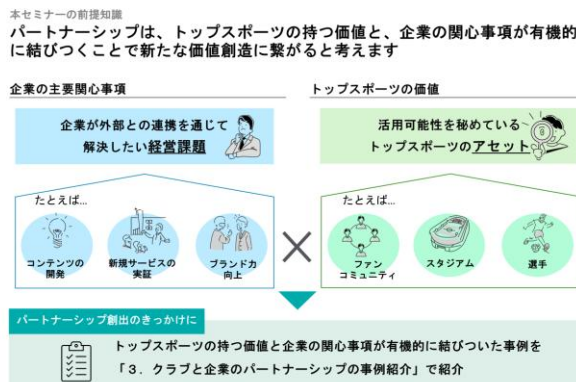 本セミナーの前提知識
パートナーシップは、トップスポーツの持つ価値と、企業の関心事項が有機的
に結びつくことで新たな価値創造に繋がると考えます
企業の主要関心事項
企業が外部との連携を通じて
解決したい経営課題
たとえば…
コンテンツの
開発
新規サービスの
実証
ブランド力
向上
トップスポーツの価値
活用可能性を秘めている
トップスポーツのアセット
たとえば…
ファン
コミュニティ
スタジアム
選手
パートナーシップ創出のきっかけに
トップスポーツの持つ価値と企業の関心事項が有機的に結びついた事例を
「3．クラブと企業のパートナーシップの事例紹介」で紹介